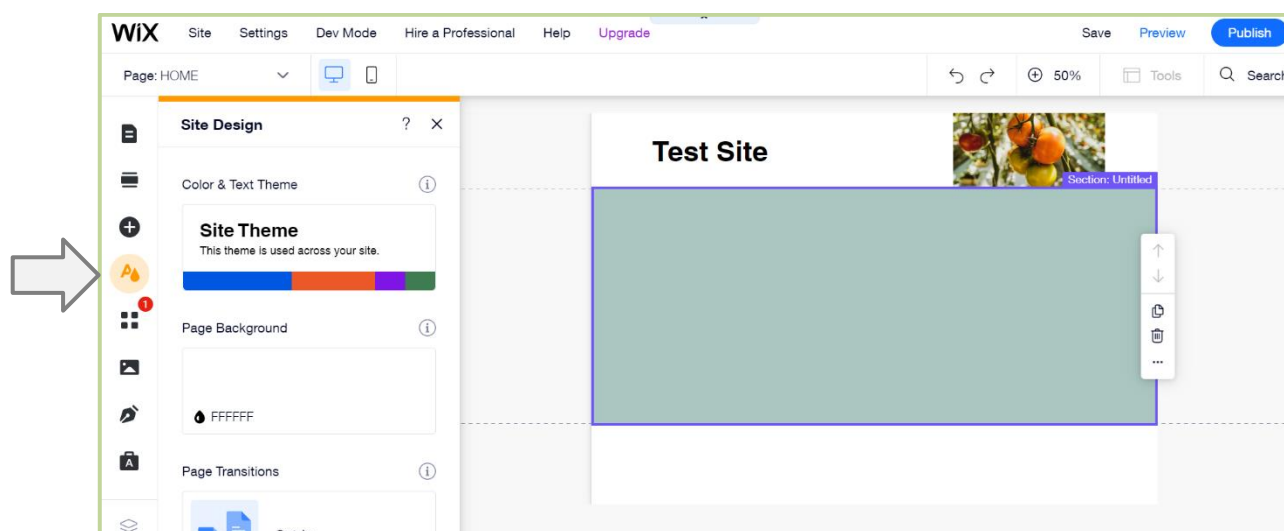 WiX Site Settings Dev Mode Hire a Professional Help Upgrade Save Preview Publish
Page: HOME 50% Tools Search
Site Design ? ×
Color & Text Theme
Site Theme
This theme is used across your site.
1
Page Background
FFFFFF
Page Transitions
Test Site
Section: Untitled